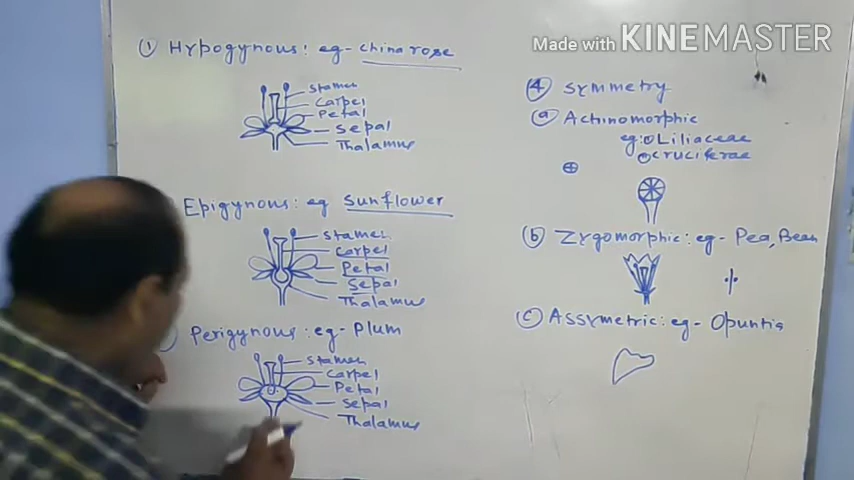 Made with KINEMASTER
① Hypogynous: eg- china rose
Stamen
Carpel
Petal
Sepal
Thalamus
Epigynous: eg sunflower
Stamen
Carpel
Petal
Sepal
Thalamus
Perigynous: eg- Plum
Stamen
Carpel
Petal
Sepal
Thalamus
④ Symmetry
ⓐ Actinomorphic
eg: ⓞ Liliaceae
ⓞ cruciferae
ⓑ Zygomorphic: eg- Pea, Bean
ⓒ Assymetric: eg- Opuntia